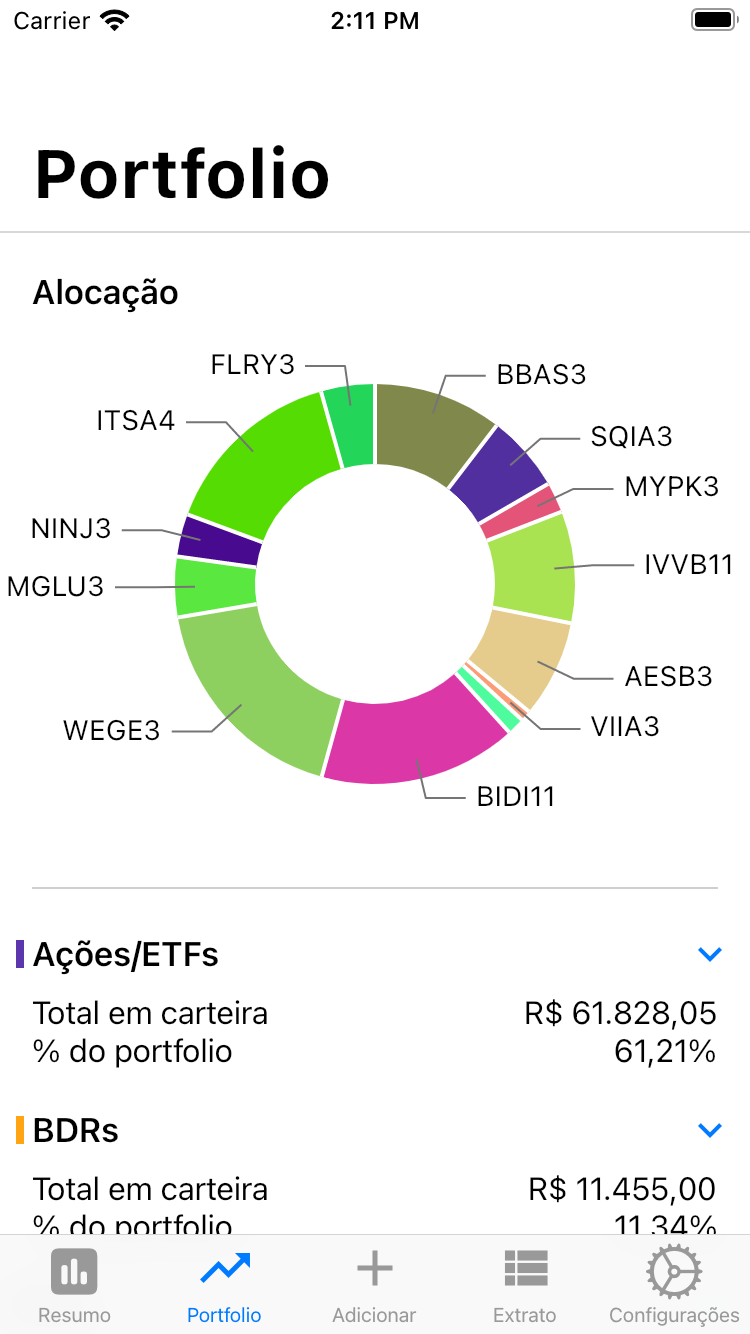 Carrier 2:11 PM
Portfolio
Alocação
FLRY3
BBAS3
ITSA4
SQIA3
MYPK3
NINJ3
IVVB11
MGLU3
AESB3
WEGE3
VIIA3
BIDI11
Ações/ETFs
Total em carteira R$ 61.828,05
% do portfolio 61,21%
BDRs
Total em carteira R$ 11.455,00
% do portfolio 11,34%
Resumo Portfolio Adicionar Extrato Configurações